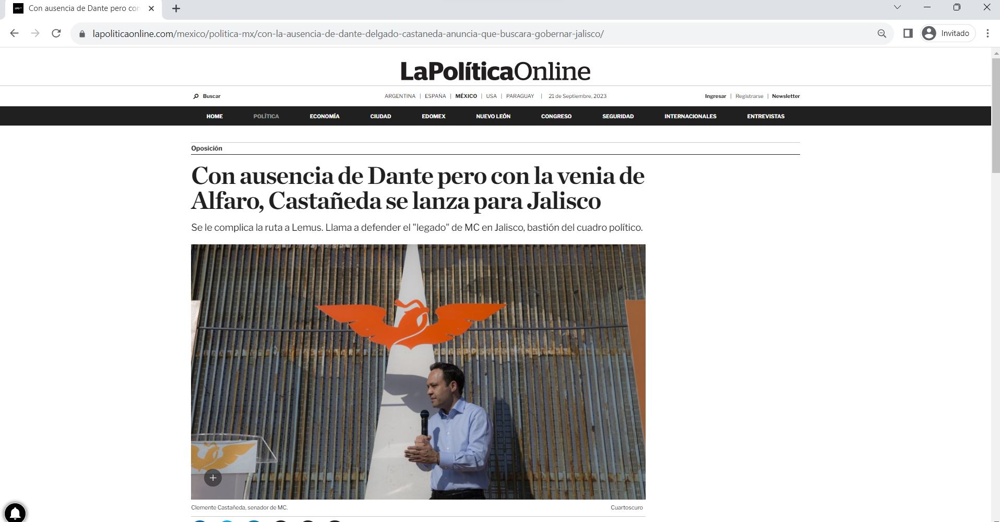 LPO
Con ausencia de Dante pero con
lapoliticaonline.com/mexico/politica-mx/con-la-ausencia-de-dante-delgado-castaneda-anuncia-que-buscara-gobernar-jalisco/
Invitado
LaPolíticaOnline
Buscar
ARGENTINA | ESPAÑA | MÉXICO | USA | PARAGUAY | 21 de Septiembre, 2023
Ingresar | Registrarse | Newsletter
HOME POLÍTICA ECONOMÍA CIUDAD EDOMEX NUEVO LEÓN CONGRESO SEGURIDAD INTERNACIONALES ENTREVISTAS
Oposición
Con ausencia de Dante pero con la venia de
Alfaro, Castañeda se lanza para Jalisco
Se le complica la ruta a Lemus. Llama a defender el "legado" de MC en Jalisco, bastión del cuadro político.
Clemente Castañeda, senador de MC.
Cuartoscuro